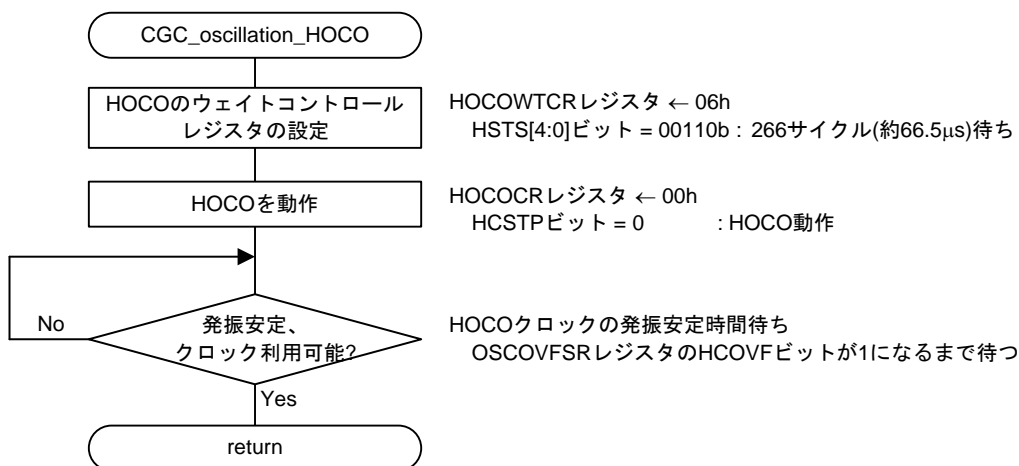 CGC_oscillation_HOCO
HOCOのウェイトコントロール
レジスタの設定
HOCOWTCRレジスタ ← 06h
HSTS[4:0]ビット = 00110b : 266サイクル(約66.5μs)待ち
HOCOを動作
HOCOCRレジスタ ← 00h
HCSTPビット = 0 : HOCO動作
No
発振安定、
クロック利用可能?
HOCOクロックの発振安定時間待ち
OSCOVFSRレジスタのHCOVFビットが1になるまで待つ
Yes
return